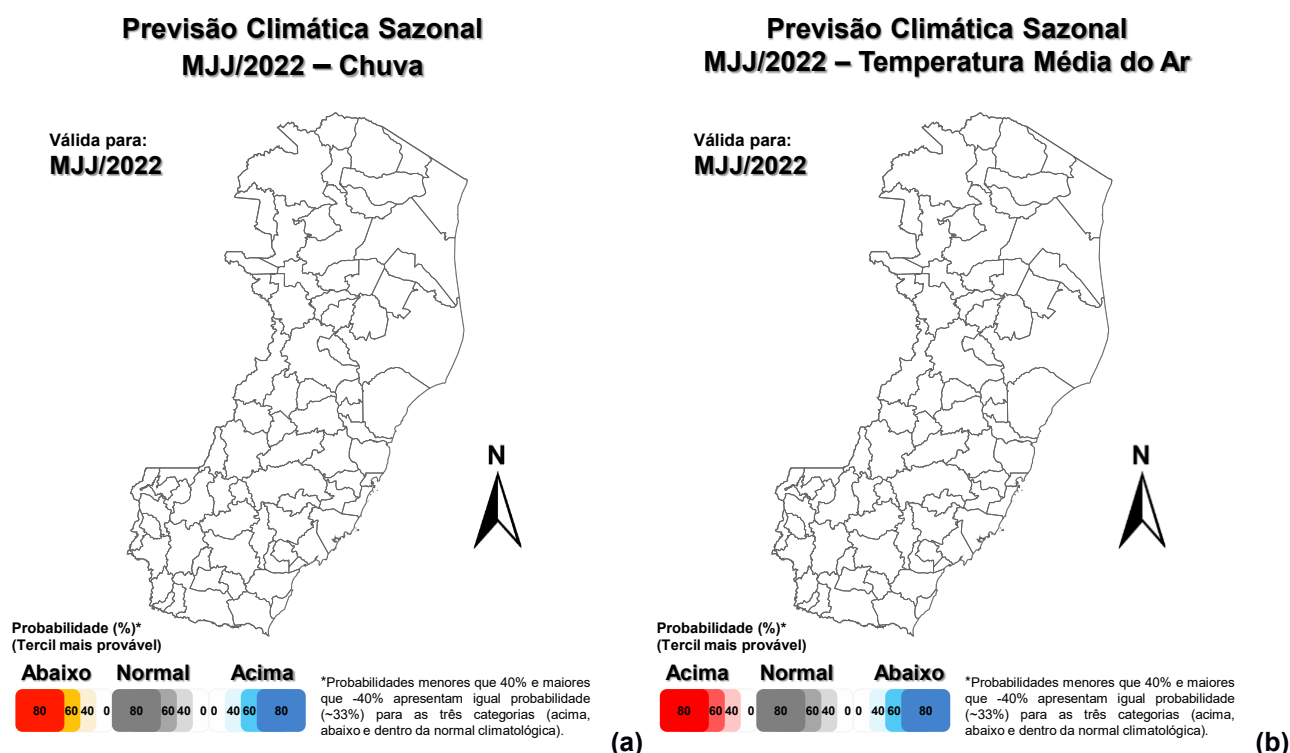 Previsão Climática Sazonal
MJJ/2022 – Chuva
Válida para:
MJJ/2022
N
Probabilidade (%)*
(Tercil mais provável)
Abaixo Normal Acima
80 60 40 0 80 60 40 0 0 40 60 80
*Probabilidades menores que 40% e maiores
que -40% apresentam igual probabilidade
(~33%) para as três categorias (acima,
abaixo e dentro da normal climatológica).
(a)
Previsão Climática Sazonal
MJJ/2022 – Temperatura Média do Ar
Válida para:
MJJ/2022
N
Probabilidade (%)*
(Tercil mais provável)
Acima Normal Abaixo
80 60 40 0 80 60 40 0 0 40 60 80
*Probabilidades menores que 40% e maiores
que -40% apresentam igual probabilidade
(~33%) para as três categorias (acima,
abaixo e dentro da normal climatológica).
(b)